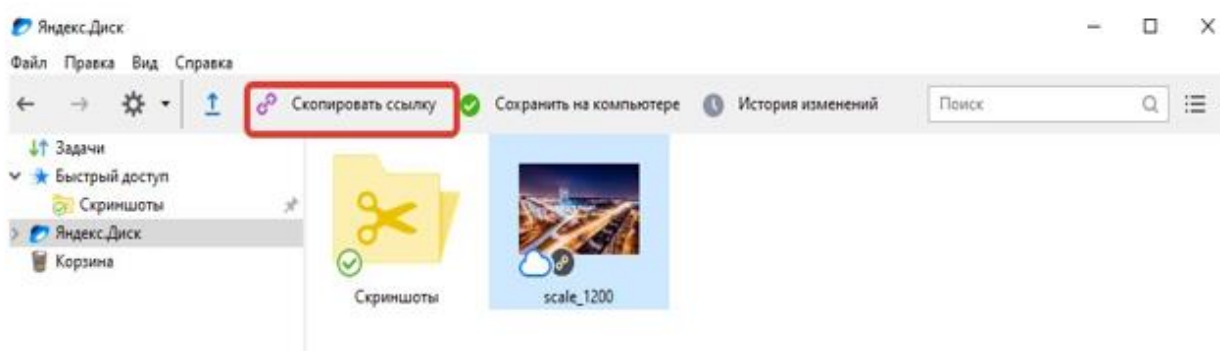 Яндекс.Диск
Файл Правка Вид Справка
Скопировать ссылку Сохранить на компьютере История изменений Поиск
Задачи
Быстрый доступ
Скриншоты
Яндекс.Диск
Корзина
Скриншоты scale_1200